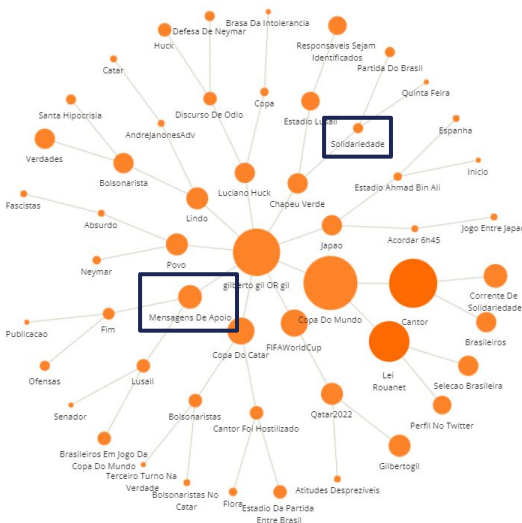 Brasa Da Intolerancia
Defesa De Neymar
Huck
Responsaveis Sejam
Identificados
Partida Do Brasil
Catar
Copa
Quinta Feira
Santa Hipocrisia
Discurso De Odio
Estadio Lusail
AndreJanonesAdv
Solidariedade
Espanha
Verdades
Bolsonarista
Luciano Huck
Chapeu Verde
Estadio Ahmad Bin Ali
Inicio
Fascistas
Lindo
Absurdo
Japao
Acordar 6h45
Jogo Entre Japao
Neymar
Povo
gilberto gil OR gil
Mensagens De Apoio
Copa Do Mundo
Cantor
Corrente De
Solidariedade
Publicacao
Fim
Copa Do Catar
FIFAWorldCup
Brasileiros
Lei
Rouanet
Ofensas
Lusail
Selecao Brasileira
Senador
Bolsonaristas
Cantor Foi Hostilizado
Qatar2022
Perfil No Twitter
Brasileiros Em Jogo Da
Copa Do Mundo
Gilbertogil
Terceiro Turno Na
Verdade
Bolsonaristas No
Catar
Flora
Estadio Da Partida
Entre Brasil
Atitudes Despreziveis